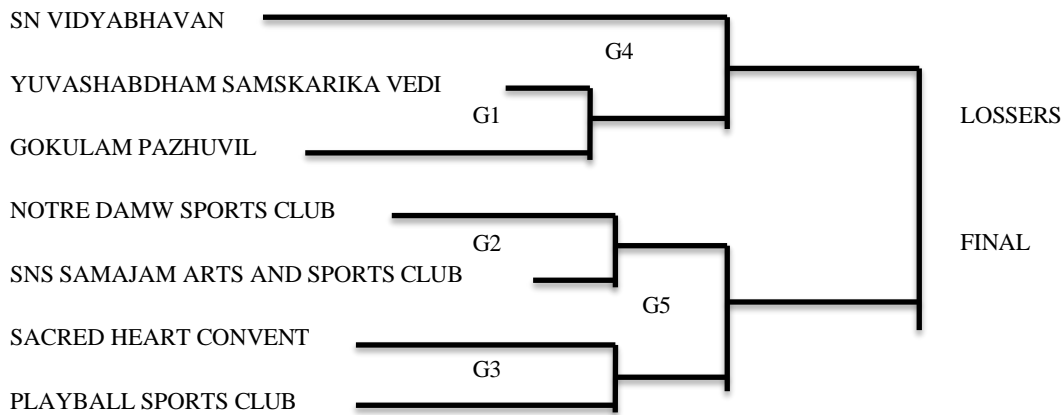 SN VIDYABHAVAN
G4
YUVASHABDHAM SAMSKARIKA VEDI
G1
LOSSERS
GOKULAM PAZHUVIL
NOTRE DAMW SPORTS CLUB
G2
FINAL
SNS SAMAJAM ARTS AND SPORTS CLUB
G5
SACRED HEART CONVENT
G3
PLAYBALL SPORTS CLUB